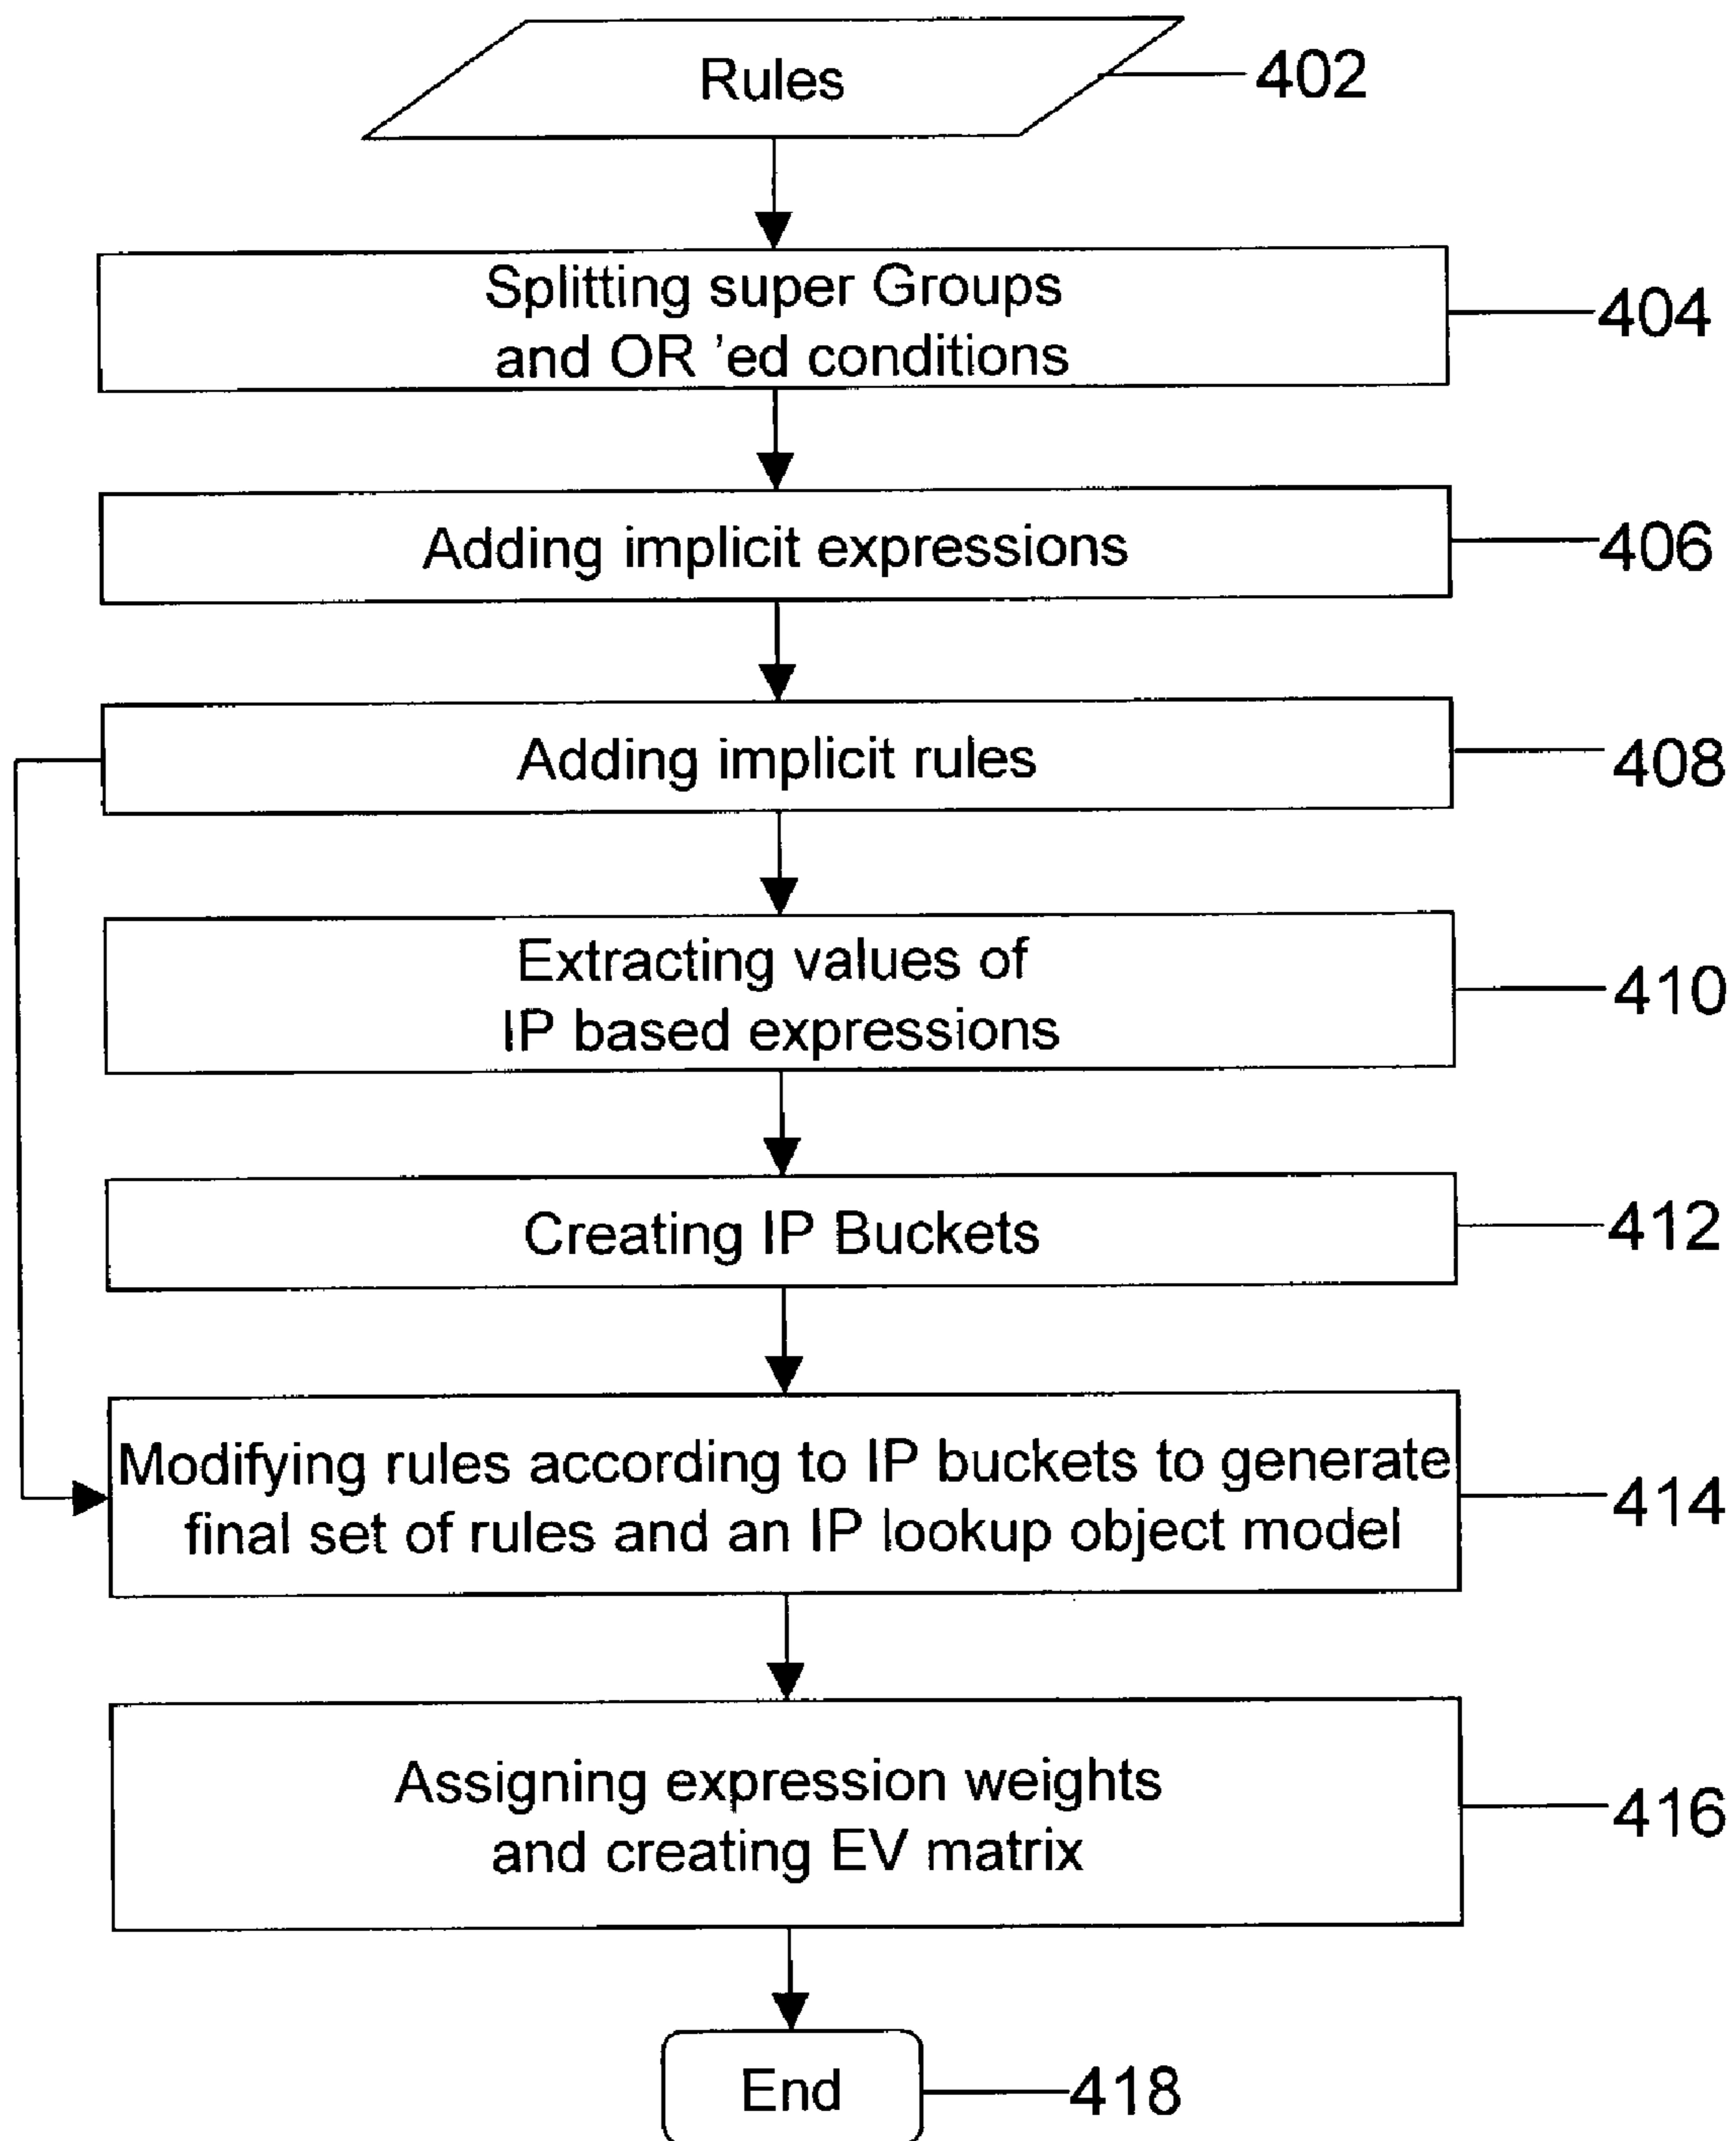 Rules
402
Splitting super Groups
and OR 'ed conditions
404
Adding implicit expressions
406
Adding implicit rules
408
Extracting values of
IP based expressions
410
Creating IP Buckets
412
Modifying rules according to IP buckets to generate
final set of rules and an IP lookup object model
414
Assigning expression weights
and creating EV matrix
416
End
418